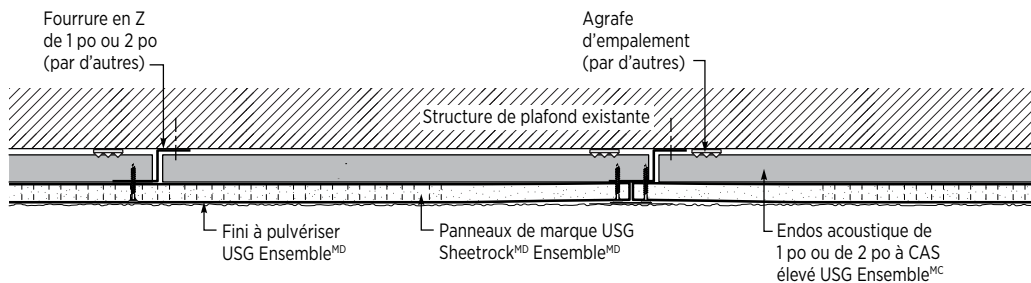 Fourrure en Z
de 1 po ou 2 po
(par d’autres)
Agrafe
d’empalement
(par d’autres)
Structure de plafond existante
Fini à pulvériser
USG Ensemble^MD
Panneaux de marque USG
Sheetrock^MD Ensemble^MD
Endos acoustique de
1 po ou de 2 po à CAS
élevé USG Ensemble^MC